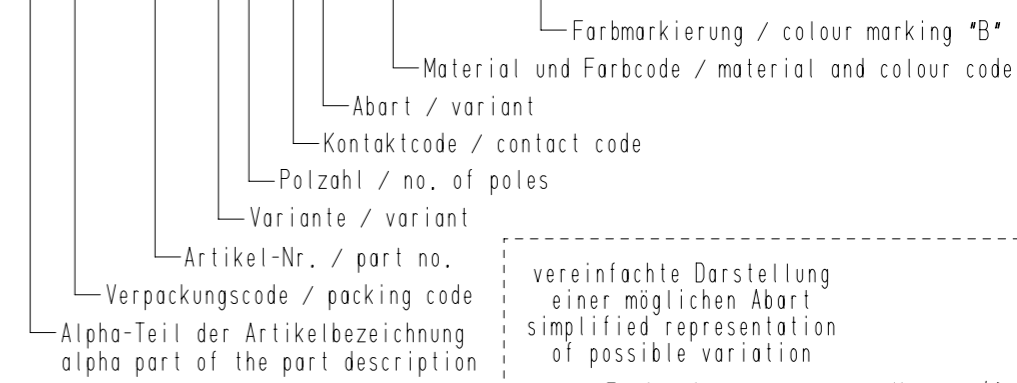 Farbmarkierung / colour marking "B"
Material und Farbcode / material and colour code
Abart / variant
Kontaktcode / contact code
Polzahl / no. of poles
Variante / variant
Artikel-Nr. / part no.
Verpackungscode / packing code
Alpha-Teil der Artikelbezeichnung
alpha part of the part description
vereinfachte Darstellung
einer möglichen Abart
simplified representation
of possible variation